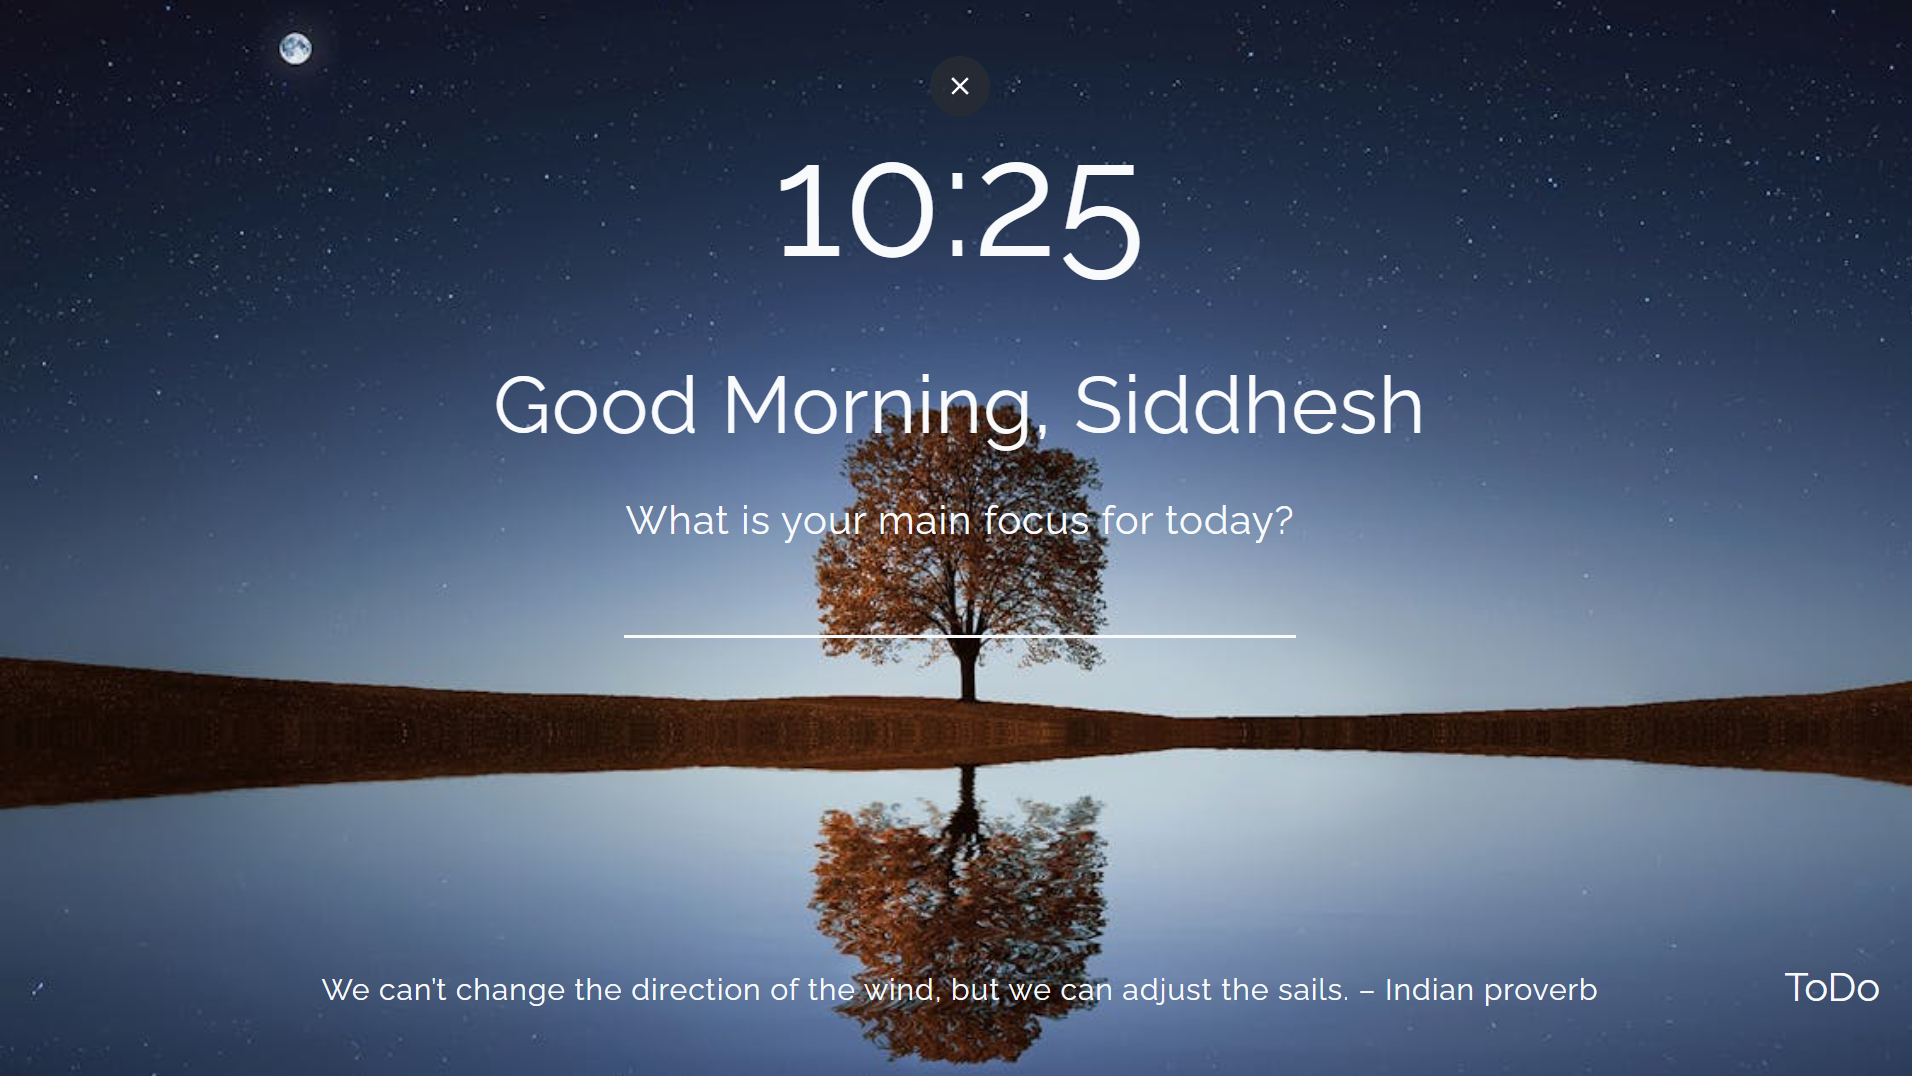 10:25
Good Morning, Siddhesh
What is your main focus for today?
We can't change the direction of the wind, but we can adjust the sails. – Indian proverb
ToDo